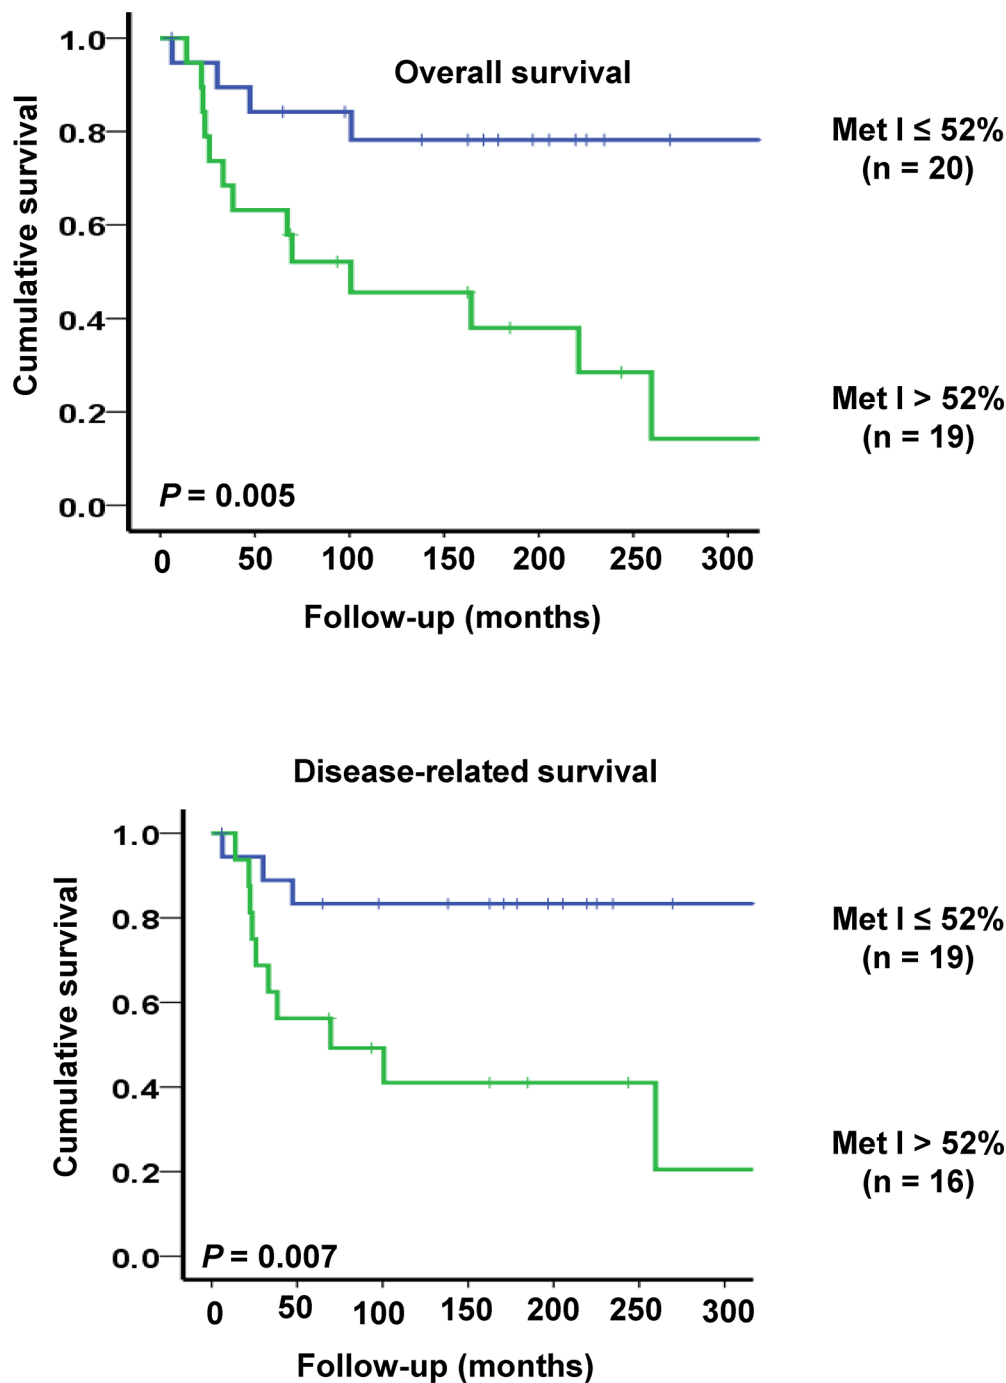 Overall survival
Cumulative survival
1.0
0.8
0.6
0.4
0.2
0.0
P = 0.005
0 50 100 150 200 250 300
Follow-up (months)
Met I ≤ 52%
(n = 20)
Met I > 52%
(n = 19)
Disease-related survival
Cumulative survival
1.0
0.8
0.6
0.4
0.2
0.0
P = 0.007
0 50 100 150 200 250 300
Follow-up (months)
Met I ≤ 52%
(n = 19)
Met I > 52%
(n = 16)